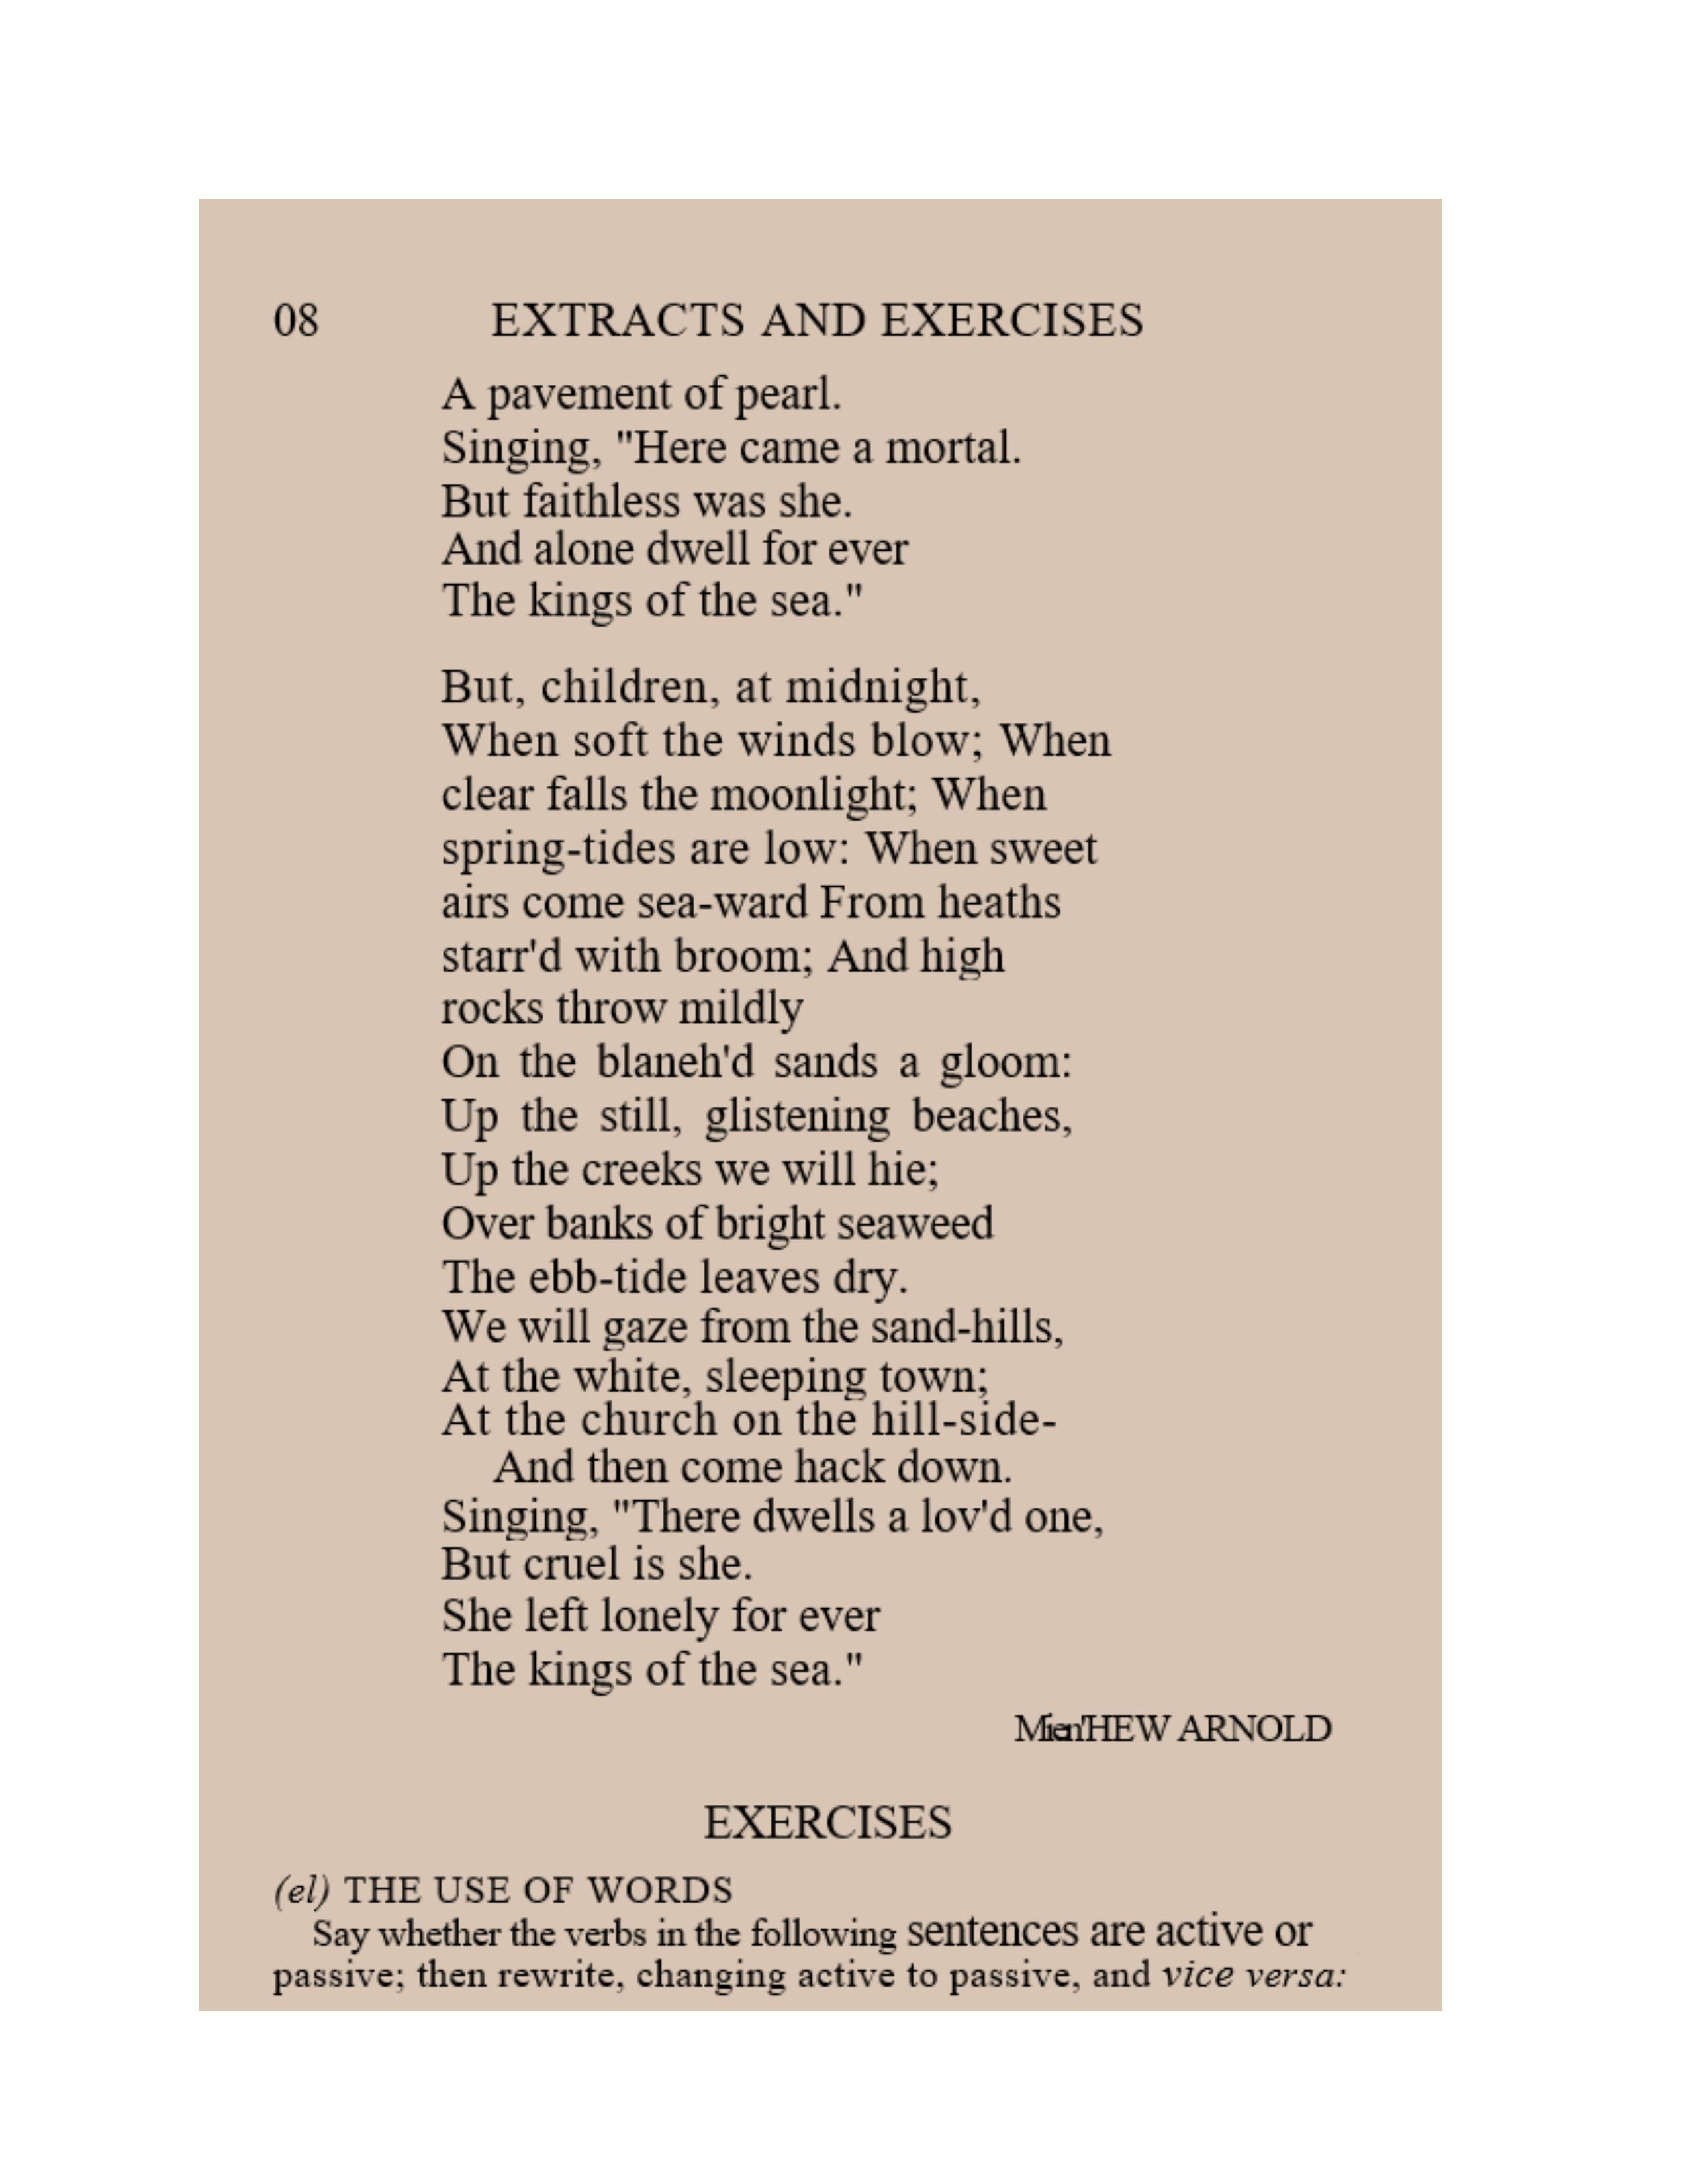 08 EXTRACTS AND EXERCISES
A pavement of pearl.
Singing, "Here came a mortal.
But faithless was she.
And alone dwell for ever
The kings of the sea."
But, children, at midnight,
When soft the winds blow; When
clear falls the moonlight; When
spring-tides are low: When sweet
airs come sea-ward From heaths
starr'd with broom; And high
rocks throw mildly
On the blaneh'd sands a gloom:
Up the still, glistening beaches,
Up the creeks we will hie;
Over banks of bright seaweed
The ebb-tide leaves dry.
We will gaze from the sand-hills,
At the white, sleeping town;
At the church on the hill-side-
And then come hack down.
Singing, "There dwells a lov'd one,
But cruel is she.
She left lonely for ever
The kings of the sea."
Mien'HEW ARNOLD
EXERCISES
(el) THE USE OF WORDS
Say whether the verbs in the following sentences are active or
passive; then rewrite, changing active to passive, and vice versa: